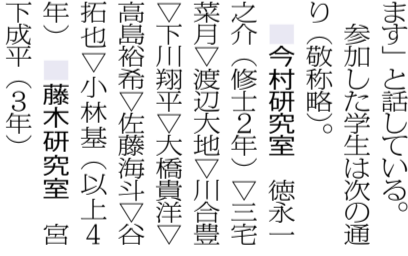 ます」と話している。
参加した学生は次の通
り（敬称略）。
■今村研究室　徳永一
之介（修士２年）▽三宅
菜月▽渡辺大地▽川合豊
▽下川翔平▽大橋貴洋▽
高島裕希▽佐藤海斗▽谷
拓也▽小林基（以上４
年）■藤木研究室　宮
下成平（３年）